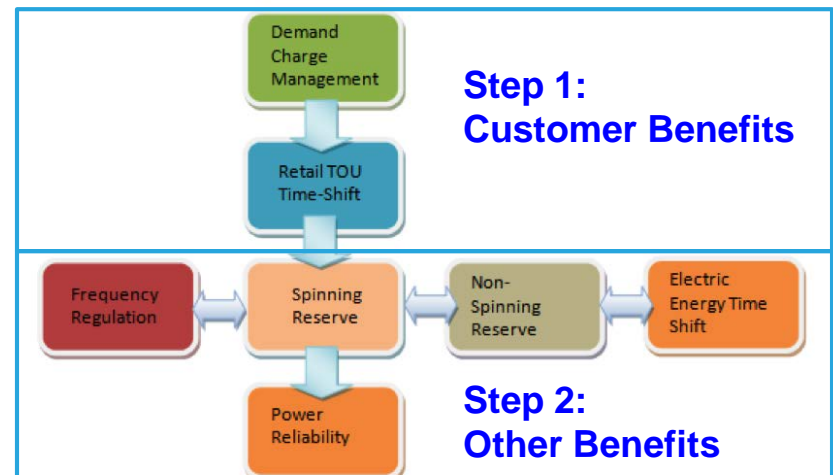 Demand
Charge
Management
Step 1:
Customer Benefits
Retail TOU
Time-Shift
Frequency
Regulation
Spinning
Reserve
Non-
Spinning
Reserve
Electric
Energy Time
Shift
Power
Reliability
Step 2:
Other Benefits